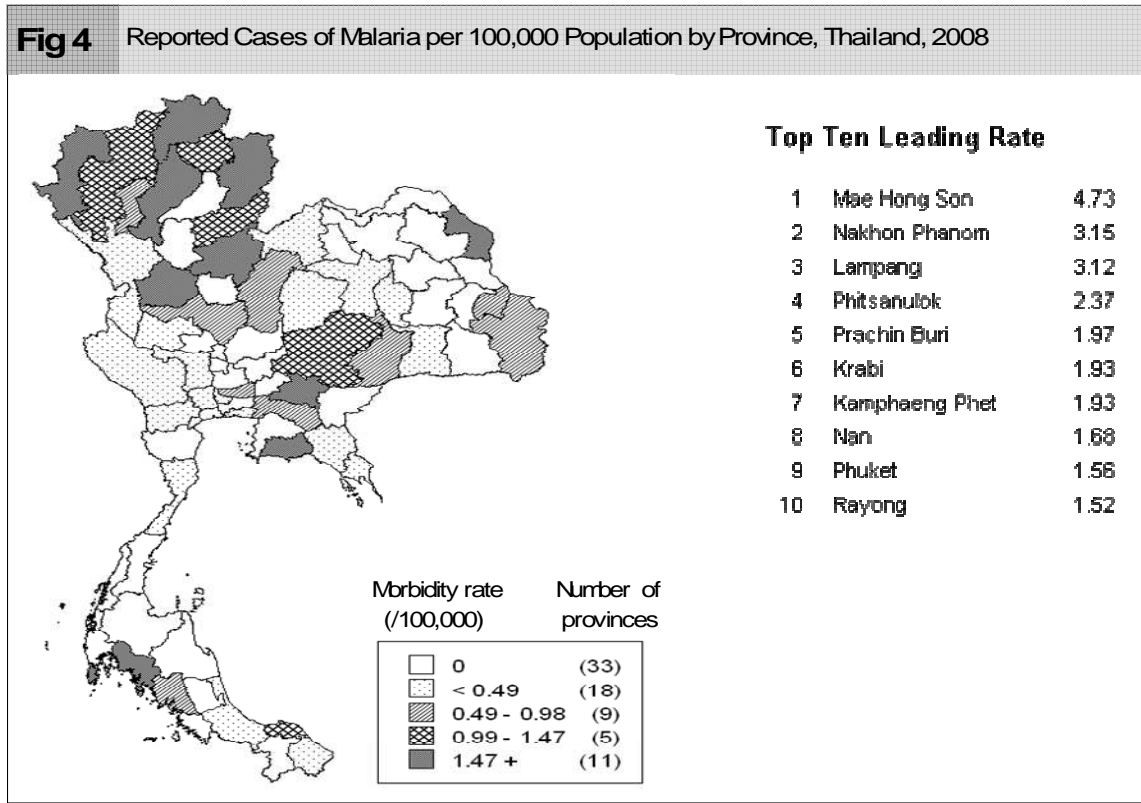 Fig 4 Reported Cases of Malaria per 100,000 Population by Province, Thailand, 2008
Top Ten Leading Rate
1 Mae Hong Son 4.73
2 Nakhon Phanom 3.15
3 Lampang 3.12
4 Phitsanulok 2.37
5 Prachin Buri 1.97
6 Krabi 1.93
7 Kamphaeng Phet 1.93
8 Nan 1.68
9 Phuket 1.56
10 Rayong 1.52
Morbidity rate Number of
(/100,000) provinces
0 (33)
< 0.49 (18)
0.49 - 0.98 (9)
0.99 - 1.47 (5)
1.47 + (11)